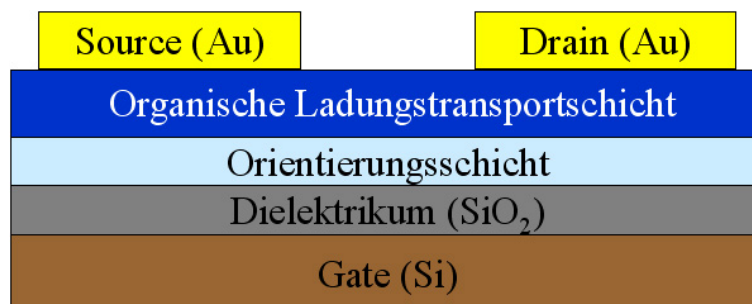 Source (Au)
Drain (Au)
Organische Ladungstransportschicht
Orientierungsschicht
Dielektrikum (SiO₂)
Gate (Si)